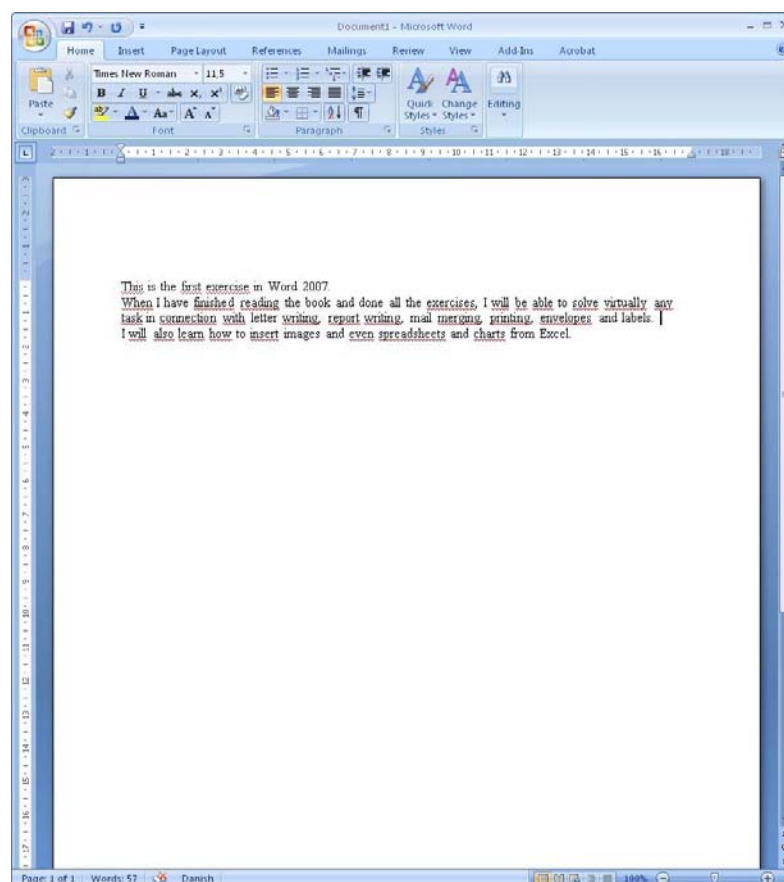 Document1 - Microsoft Word
Home Insert Page Layout References Mailings Review View Add-Ins Acrobat
Times New Roman 11,5
Paste
Quick Styles
Change Styles
Editing
Clipboard Font Paragraph Styles
This is the first exercise in Word 2007.
When I have finished reading the book and done all the exercises, I will be able to solve virtually any
task in connection with letter writing, report writing, mail merging, printing, envelopes and labels.
I will also learn how to insert images and even spreadsheets and charts from Excel.
Page: 1 of 1 Words: 57 Danish 100%